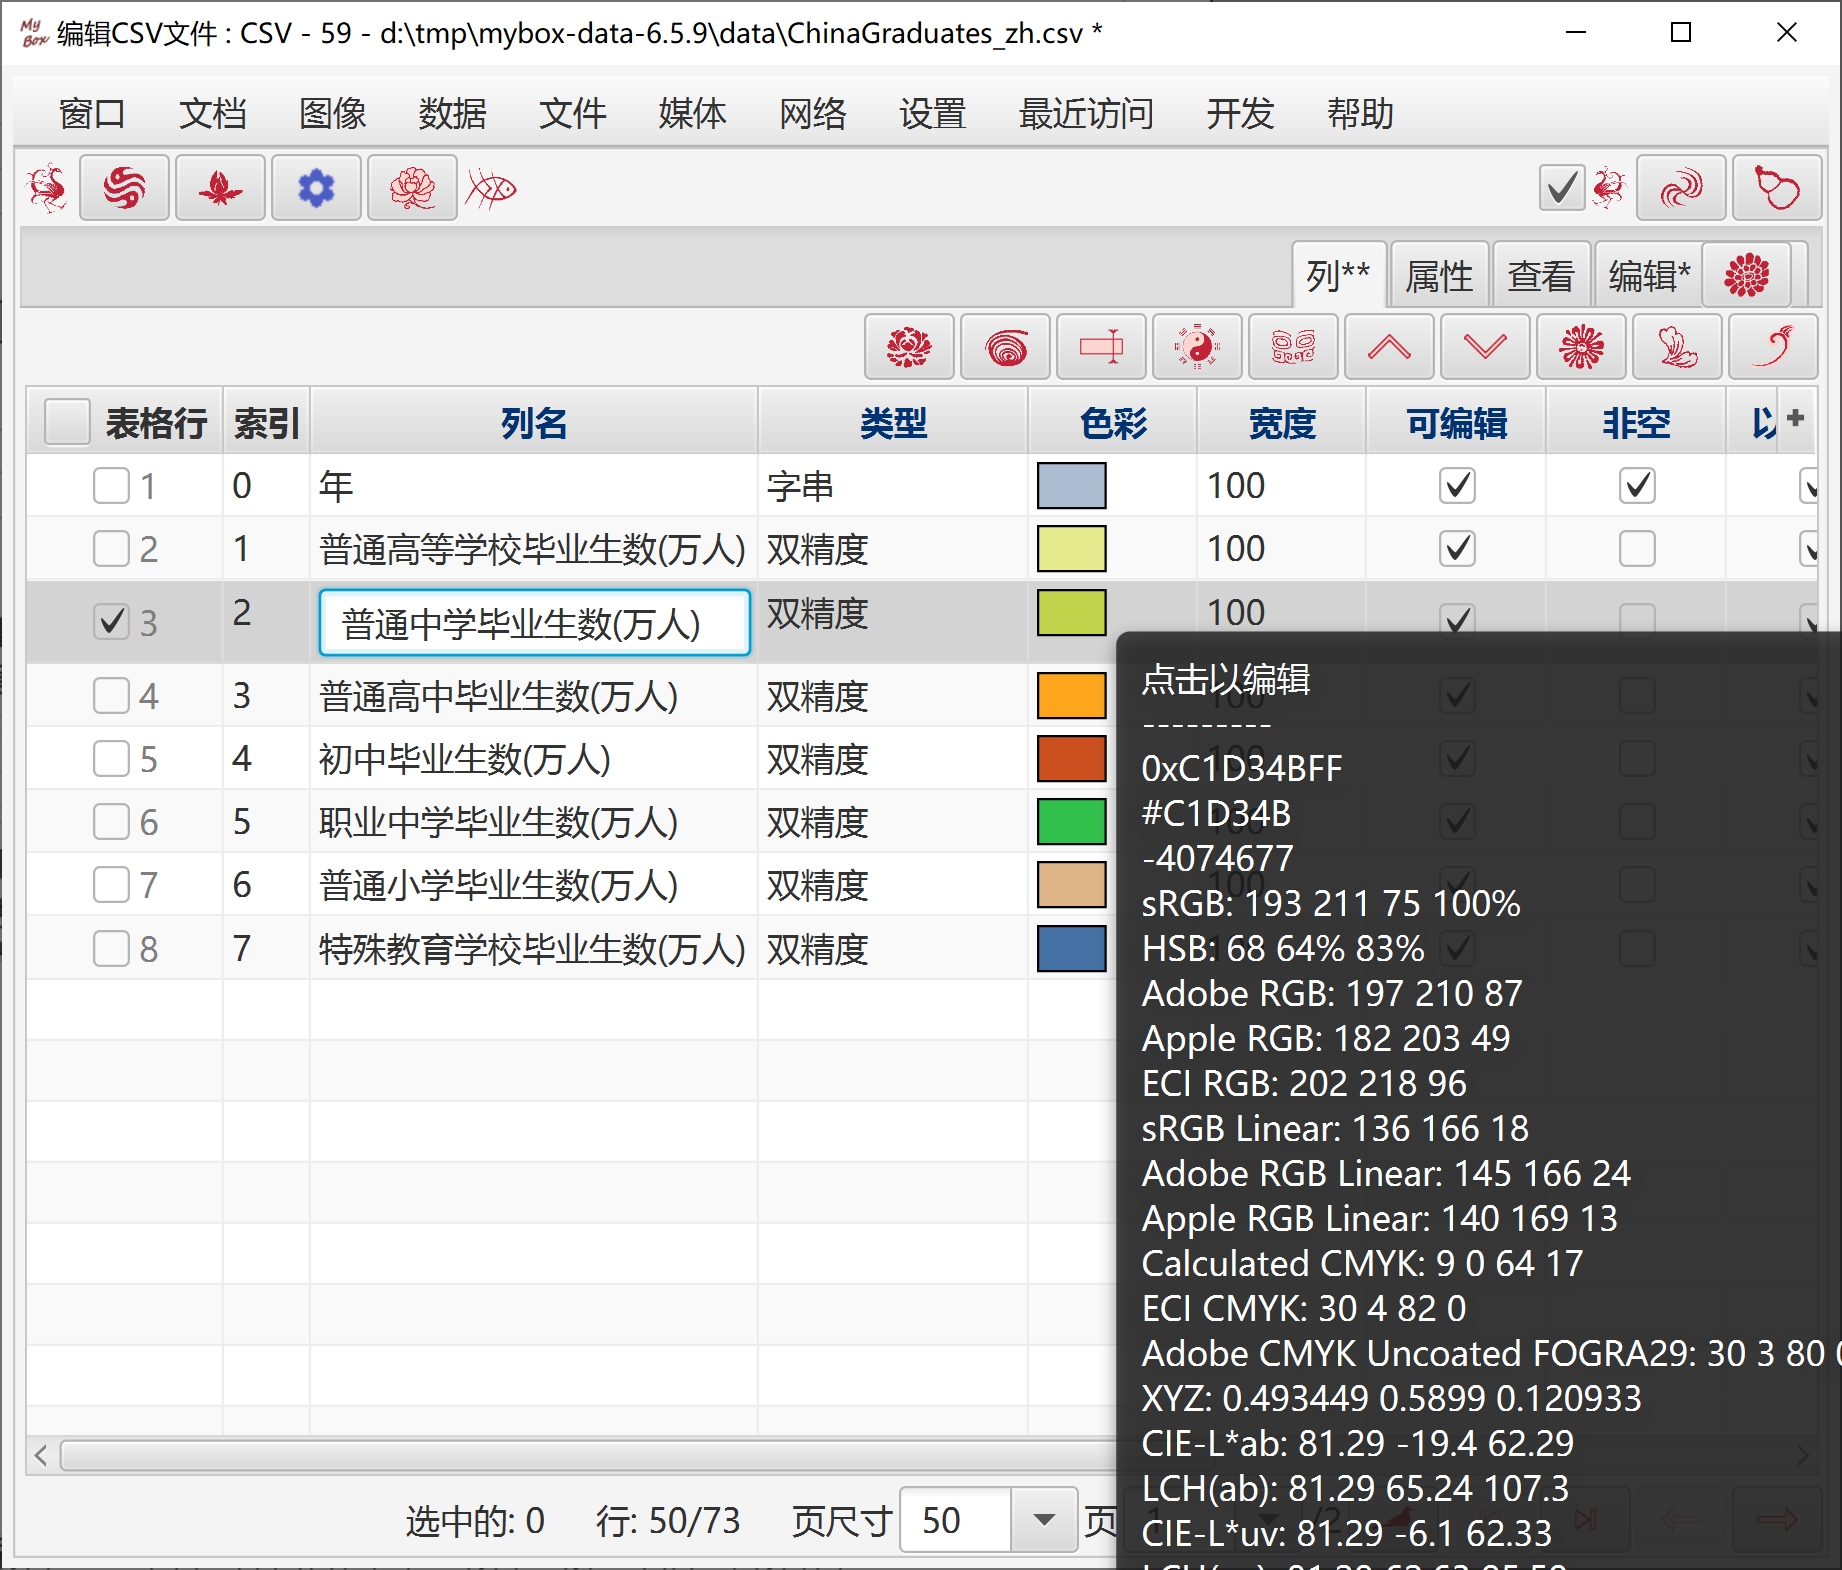 My Box 编辑CSV文件 : CSV - 59 - d:\tmp\mybox-data-6.5.9\data\ChinaGraduates_zh.csv *
窗口 文档 图像 数据 文件 媒体 网络 设置 最近访问 开发 帮助
列** 属性 查看 编辑*
表格行 索引 列名 类型 色彩 宽度 可编辑 非空 以 +
1 0 年 字串 100
2 1 普通高等学校毕业生数(万人) 双精度 100
3 2 普通中学毕业生数(万人) 双精度 100
4 3 普通高中毕业生数(万人) 双精度 100
5 4 初中毕业生数(万人) 双精度 100
6 5 职业中学毕业生数(万人) 双精度 100
7 6 普通小学毕业生数(万人) 双精度 100
8 7 特殊教育学校毕业生数(万人) 双精度
点击以编辑
---------
0xC1D34BFF
#C1D34B
-4074677
sRGB: 193 211 75 100%
HSB: 68 64% 83%
Adobe RGB: 197 210 87
Apple RGB: 182 203 49
ECI RGB: 202 218 96
sRGB Linear: 136 166 18
Adobe RGB Linear: 145 166 24
Apple RGB Linear: 140 169 13
Calculated CMYK: 9 0 64 17
ECI CMYK: 30 4 82 0
Adobe CMYK Uncoated FOGRA29: 30 3 80 0
XYZ: 0.493449 0.5899 0.120933
CIE-L*ab: 81.29 -19.4 62.29
LCH(ab): 81.29 65.24 107.3
CIE-L*uv: 81.29 -6.1 62.33
选中的: 0 行: 50/73 页尺寸 50 页 1 /2